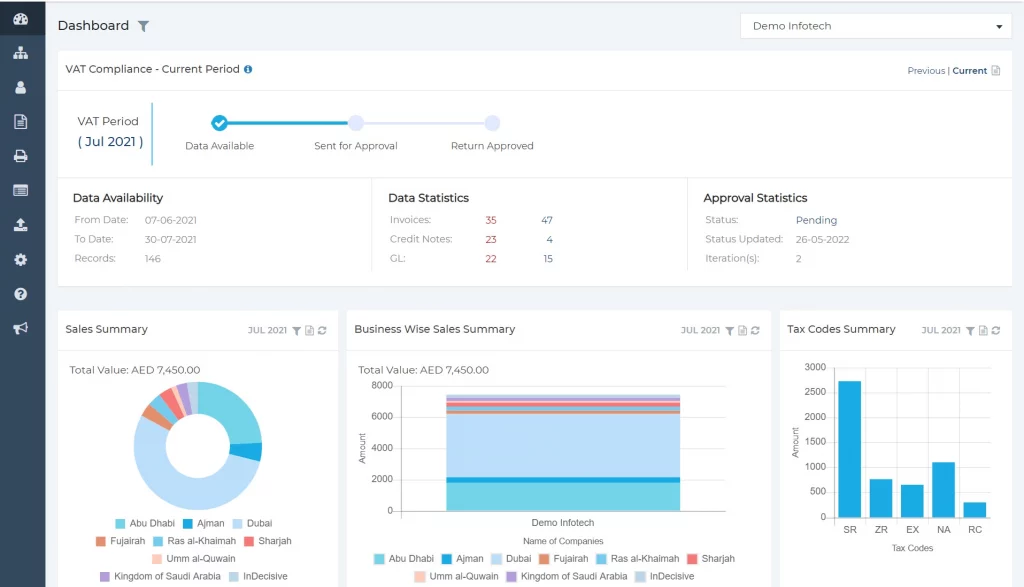 Dashboard
Demo Infotech
VAT Compliance - Current Period
Previous | Current
VAT Period
( Jul 2021 )
Data Available
Sent for Approval
Return Approved
Data Availability
From Date: 07-06-2021
To Date: 30-07-2021
Records: 146
Data Statistics
Invoices: 35 47
Credit Notes: 23 4
GL: 22 15
Approval Statistics
Status: Pending
Status Updated: 26-05-2022
Iteration(s): 2
Sales Summary
JUL 2021
Total Value: AED 7,450.00
Abu Dhabi Ajman Dubai
Fujairah Ras al-Khaimah Sharjah
Umm al-Quwain
Kingdom of Saudi Arabia InDecisive
Business Wise Sales Summary
JUL 2021
Total Value: AED 7,450.00
8000
6000
4000
2000
0
Amount
Demo Infotech
Name of Companies
Abu Dhabi Ajman Dubai Fujairah Ras al-Khaimah Sharjah
Umm al-Quwain Kingdom of Saudi Arabia InDecisive
Tax Codes Summary
JUL 2021
3000
2500
2000
1500
1000
500
0
Amount
SR ZR EX NA RC
Tax Codes